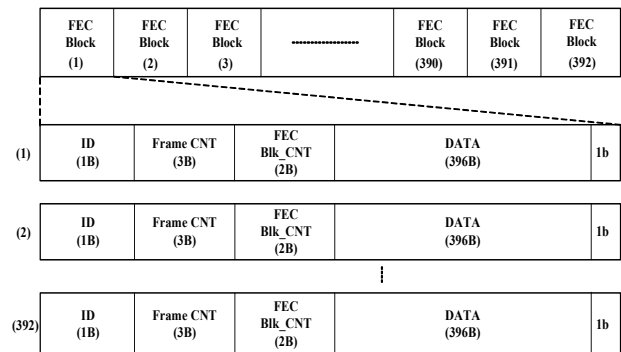 FEC Block (1)
FEC Block (2)
FEC Block (3)
FEC Block (390)
FEC Block (391)
FEC Block (392)
(1)
ID (1B)
Frame CNT (3B)
FEC Blk_CNT (2B)
DATA (396B)
1b
(2)
ID (1B)
Frame CNT (3B)
FEC Blk_CNT (2B)
DATA (396B)
1b
(392)
ID (1B)
Frame CNT (3B)
FEC Blk_CNT (2B)
DATA (396B)
1b